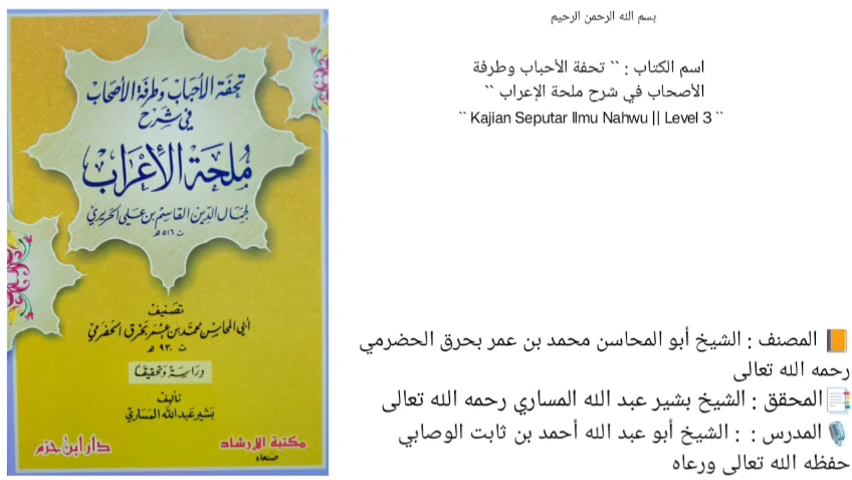 بسم الله الرحمن الرحيم
اسم الكتاب : `` تحفة الأحباب وطرفة
الأصحاب في شرح ملحة الإعراب ``
`` Kajian Seputar Ilmu Nahwu || Level 3 ``
تحفة الأحباب وطرفة الأصحاب
في شرح
مُلحة الإعراب
لجمال الدين القاسم بن علي الحريري
ت ٥١٦ هـ
تصنيف
أبي المحاسن محمد بن عمر بحرق الحضرمي
ت ٩٣٠ هـ
دراسة وتحقيقا
تأليف
بشير عبد الله المساري
مكتبة الإرشاد
صنعاء
دار ابن حزم
📙 المصنف : الشيخ أبو المحاسن محمد بن عمر بحرق الحضرمي
رحمه الله تعالى
📑المحقق : الشيخ بشير عبد الله المساري رحمه الله تعالى
🎙️المدرس : : الشيخ أبو عبد الله أحمد بن ثابت الوصابي
حفظه الله تعالى ورعاه